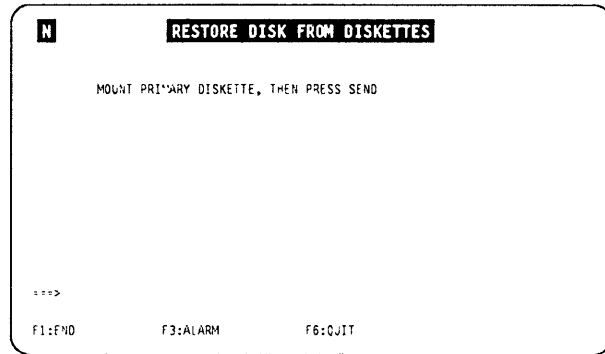 N RESTORE DISK FROM DISKETTES
MOUNT PRIMARY DISKETTE, THEN PRESS SEND
===>
F1:END F3:ALARM F6:QUIT